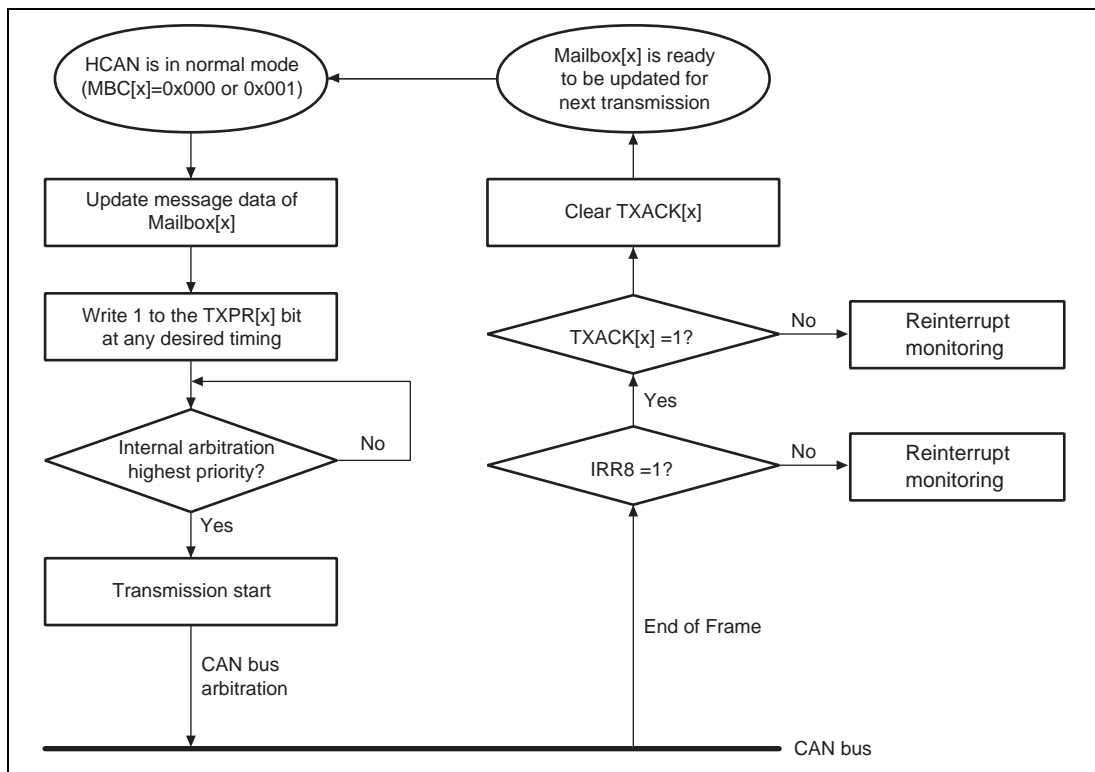 HCAN is in normal mode
(MBC[x]=0x000 or 0x001)
Update message data of
Mailbox[x]
Write 1 to the TXPR[x] bit
at any desired timing
Internal arbitration
highest priority?
No
Yes
Transmission start
CAN bus
arbitration
Mailbox[x] is ready
to be updated for
next transmission
Clear TXACK[x]
TXACK[x] =1?
No
Reinterrupt
monitoring
Yes
IRR8 =1?
No
Reinterrupt
monitoring
End of Frame
CAN bus